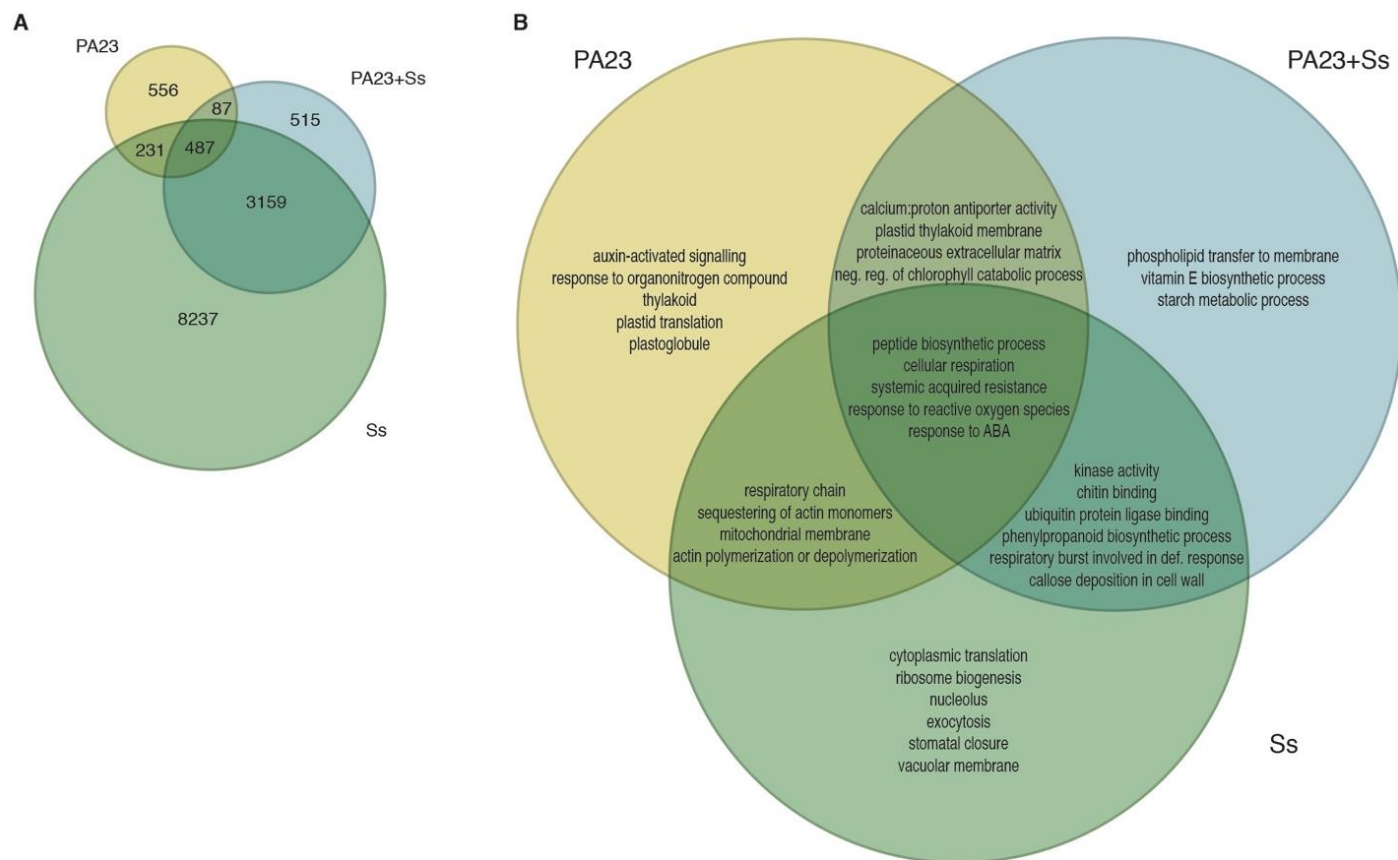 A
PA23
PA23+Ss
556
87
515
231
487
3159
8237
Ss
B
PA23
PA23+Ss
calcium:proton antiporter activity
plastid thylakoid membrane
proteinaceous extracellular matrix
neg. reg. of chlorophyll catabolic process
auxin-activated signalling
response to organonitrogen compound
thylakoid
plastid translation
plastoglobule
phospholipid transfer to membrane
vitamin E biosynthetic process
starch metabolic process
peptide biosynthetic process
cellular respiration
systemic acquired resistance
response to reactive oxygen species
response to ABA
respiratory chain
sequestering of actin monomers
mitochondrial membrane
actin polymerization or depolymerization
kinase activity
chitin binding
ubiquitin protein ligase binding
phenylpropanoid biosynthetic process
respiratory burst involved in def. response
callose deposition in cell wall
cytoplasmic translation
ribosome biogenesis
nucleolus
exocytosis
stomatal closure
vacuolar membrane
Ss